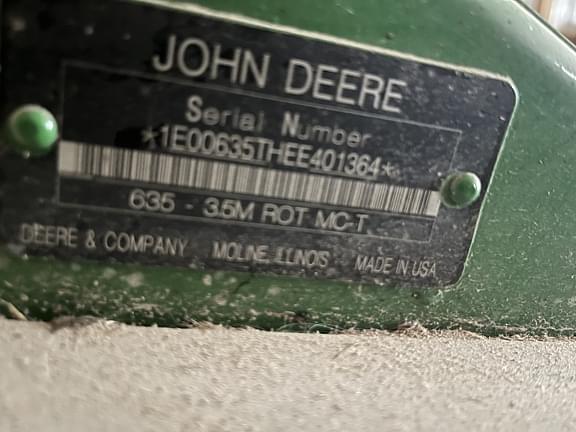 JOHN DEERE
Serial Number
*1E00635THEE401364*
635 - 3.5M ROT MC-T
DEERE & COMPANY MOLINE, ILLINOIS MADE IN USA